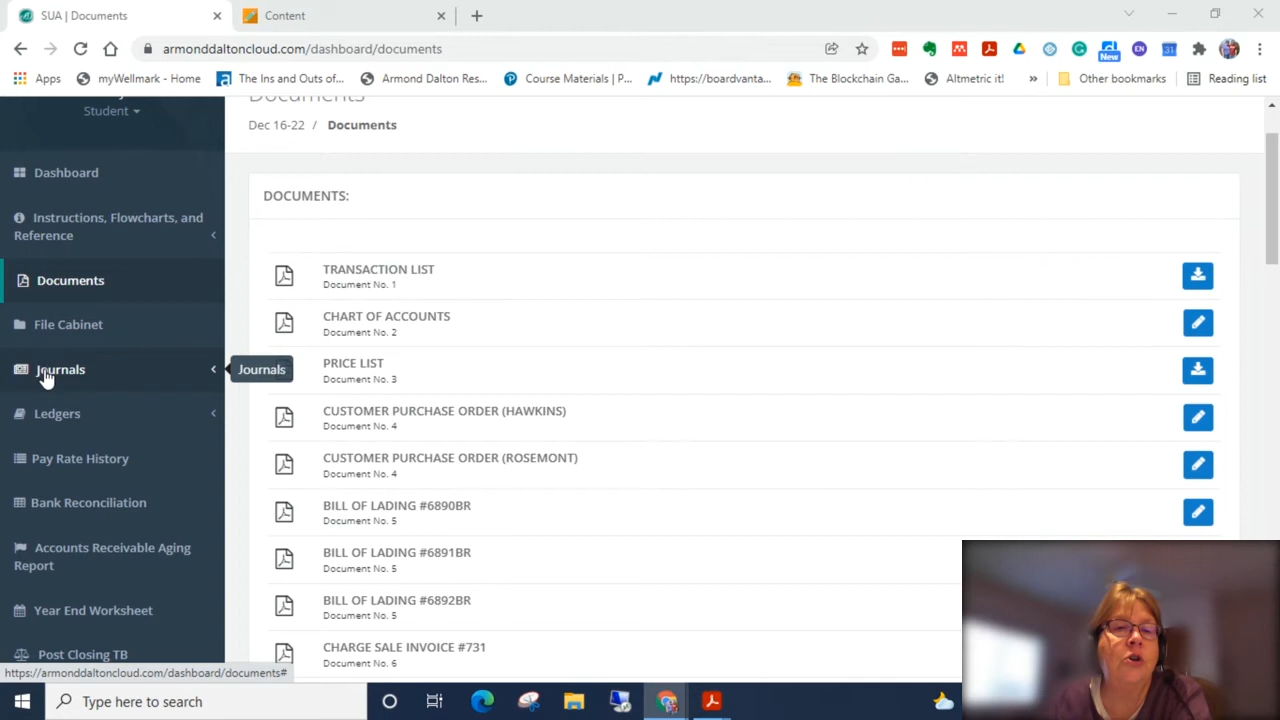 SUA | Documents
Content
armonddaltoncloud.com/dashboard/documents
New
EN
31
Apps
myWellmark - Home
The Ins and Outs of...
Armond Dalton Res...
Course Materials | P...
https://boardvanta...
The Blockchain Ga...
Altmetric it!
»
Other bookmarks
Reading list
Student
Documents
Dec 16-22 / Documents
Dashboard
Instructions, Flowcharts, and
Reference
Documents
File Cabinet
Journals
Journals
Ledgers
Pay Rate History
Bank Reconciliation
Accounts Receivable Aging
Report
Year End Worksheet
Post Closing TB
DOCUMENTS:
TRANSACTION LIST
Document No. 1
CHART OF ACCOUNTS
Document No. 2
PRICE LIST
Document No. 3
CUSTOMER PURCHASE ORDER (HAWKINS)
Document No. 4
CUSTOMER PURCHASE ORDER (ROSEMONT)
Document No. 4
BILL OF LADING #6890BR
Document No. 5
BILL OF LADING #6891BR
Document No. 5
BILL OF LADING #6892BR
Document No. 5
CHARGE SALE INVOICE #731
Document No. 6
https://armonddaltoncloud.com/dashboard/documents#
Type here to search